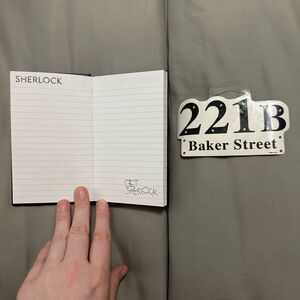 SHERLOCK
GET
SHERLOCK
221B
Baker Street